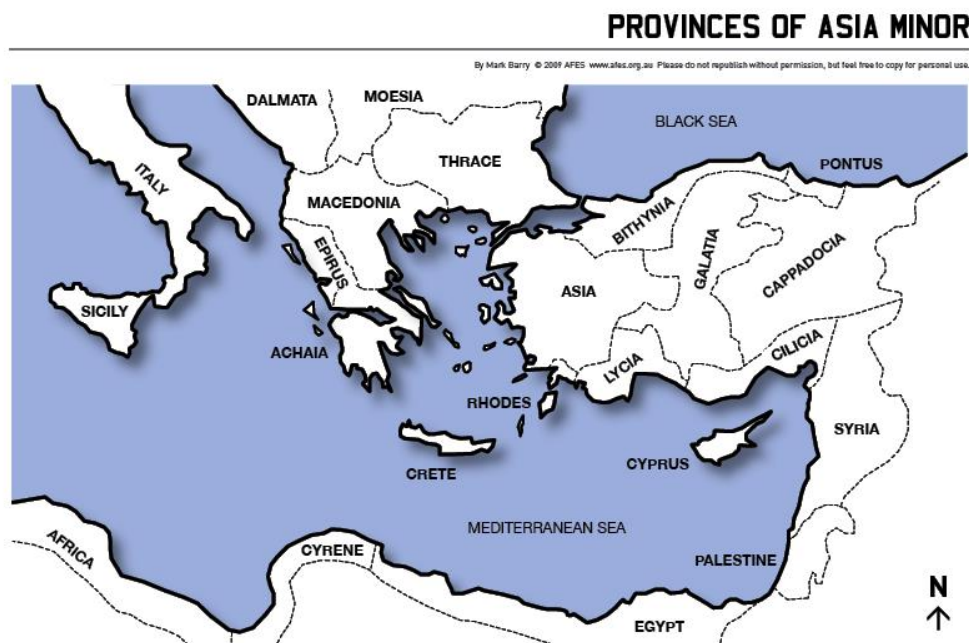 PROVINCES OF ASIA MINOR
By Mark Barry © 2009 AFES www.afes.org.au Please do not republish without permission, but feel free to copy for personal use.
DALMATA
MOESIA
BLACK SEA
THRACE
PONTUS
ITALY
MACEDONIA
BITHYNIA
EPIRUS
GALATIA
CAPPADOCIA
ASIA
SICILY
ACHAIA
LYCIA
CILICIA
RHODES
SYRIA
CRETE
CYPRUS
MEDITERRANEAN SEA
AFRICA
CYRENE
PALESTINE
N
EGYPT